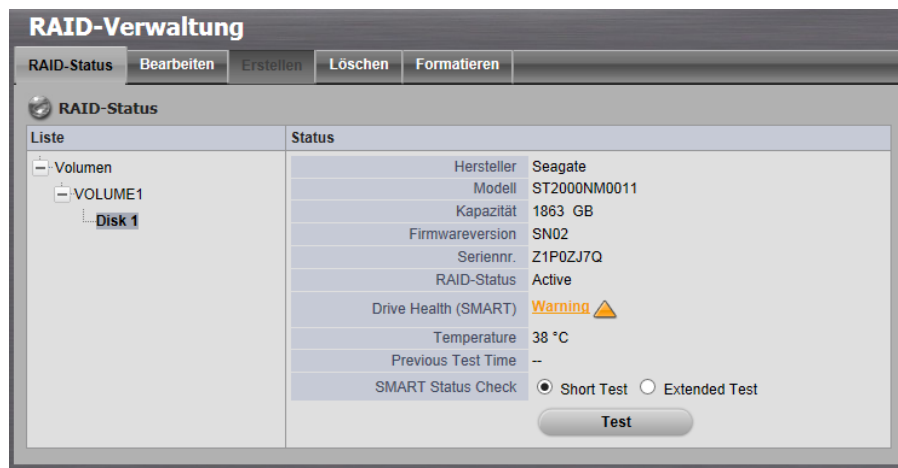 RAID-Verwaltung
RAID-Status Bearbeiten Erstellen Löschen Formatieren
RAID-Status
Liste Status
Volumen
VOLUME1
Disk 1
Hersteller Seagate
Modell ST2000NM0011
Kapazität 1863 GB
Firmwareversion SN02
Seriennr. Z1P0ZJ7Q
RAID-Status Active
Drive Health (SMART) Warning
Temperature 38 °C
Previous Test Time --
SMART Status Check Short Test Extended Test
Test